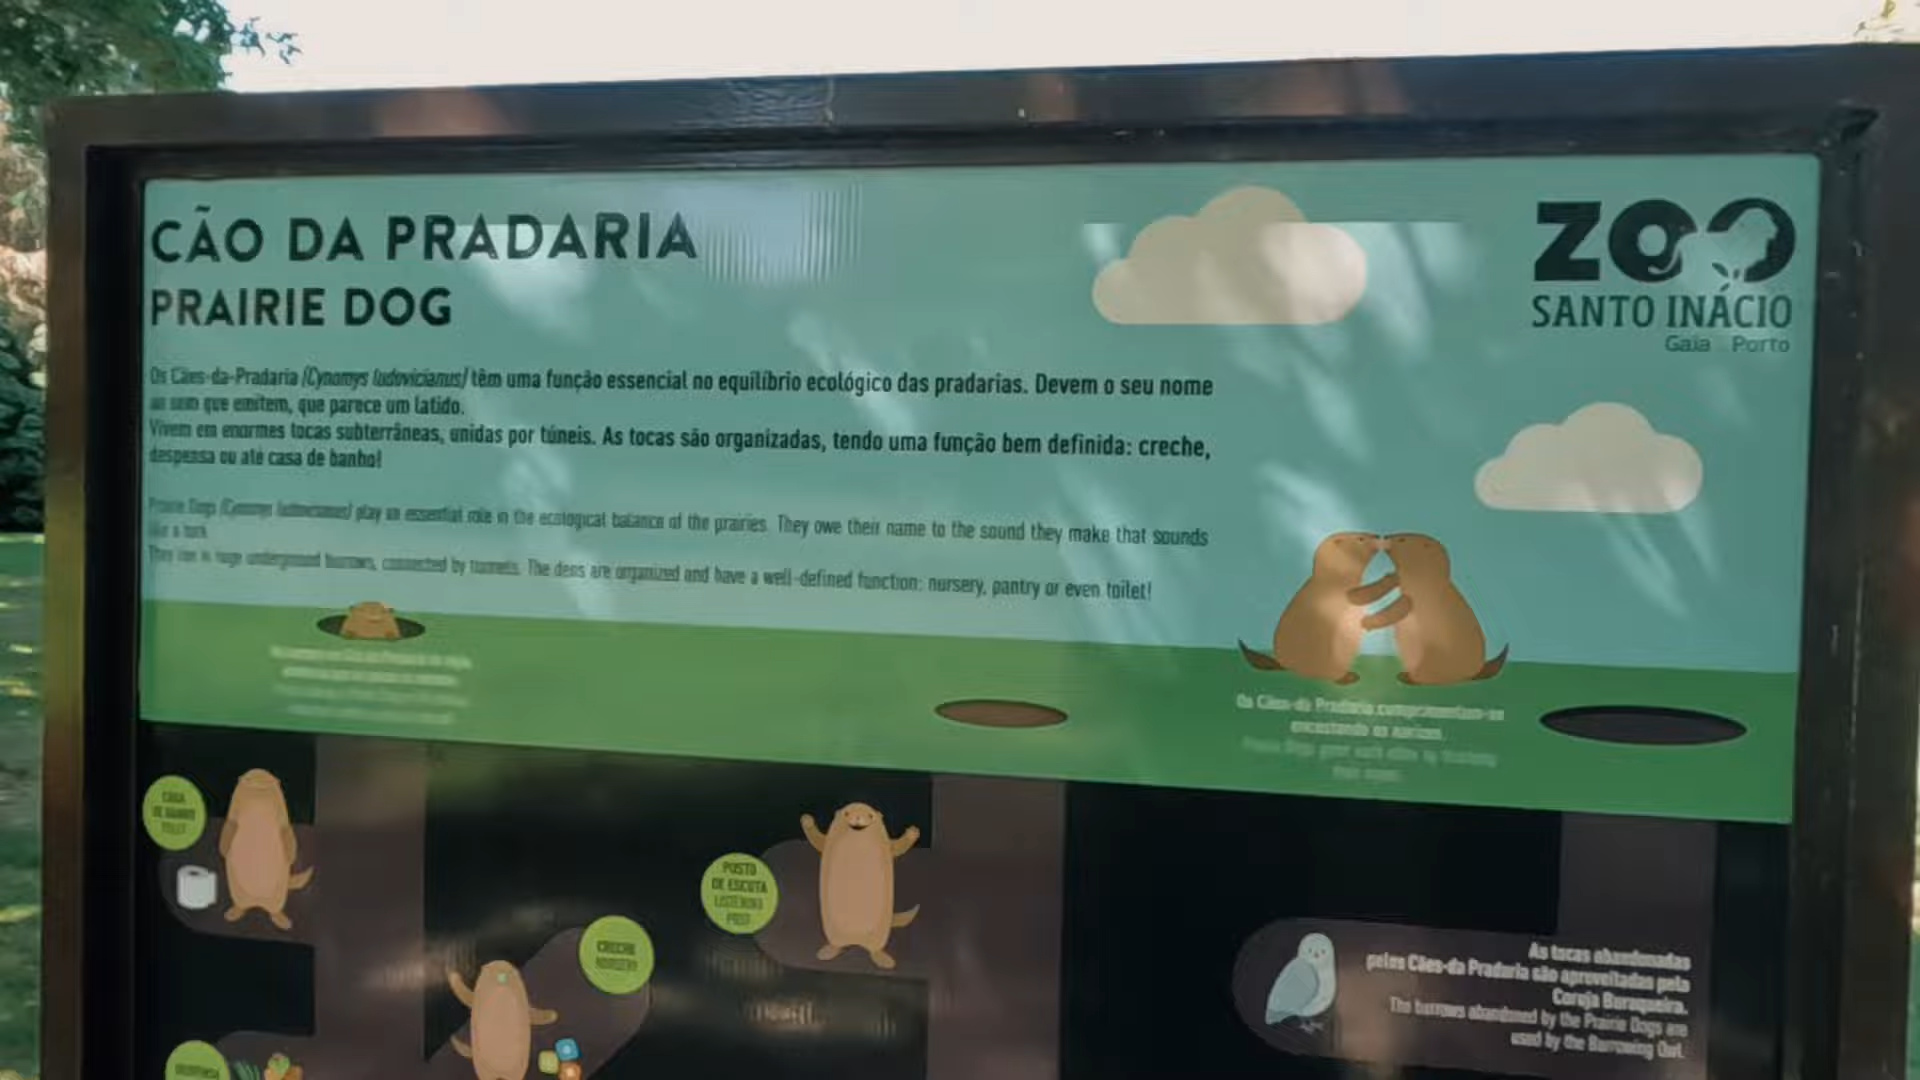 CÃO DA PRADARIA
PRAIRIE DOG
ZOO
SANTO INÁCIO
Gaia Porto
Os Cães-da-Pradaria (Cynomys ludovicianus) têm uma função essencial no equilíbrio ecológico das pradarias. Devem o seu nome
ao som que emitem, que parece um latido.
Vivem em enormes tocas subterrâneas, unidas por túneis. As tocas são organizadas, tendo uma função bem definida: creche,
despensa ou até casa de banho!
Prairie Dogs (Cynomys ludovicianus) play an essential role in the ecological balance of the prairies. They owe their name to the sound they make that sounds
They live in huge underground burrows, connected by tunnels. The dens are organized and have a well-defined function: nursery, pantry or even toilet!
Os Cães-da Pradaria cumprimentam-se
encostando os narizes.
CASA
DE BANHO
TOILET
POSTO
DE ESCUTA
LISTENING
POST
CRECHE
NURSERY
As tocas abandonadas
pelos Cães-da Pradaria são aproveitadas pela
Coruja Buraqueira.
The burrows abandoned by the Prairie Dogs are
used by the Burrowing Owl.